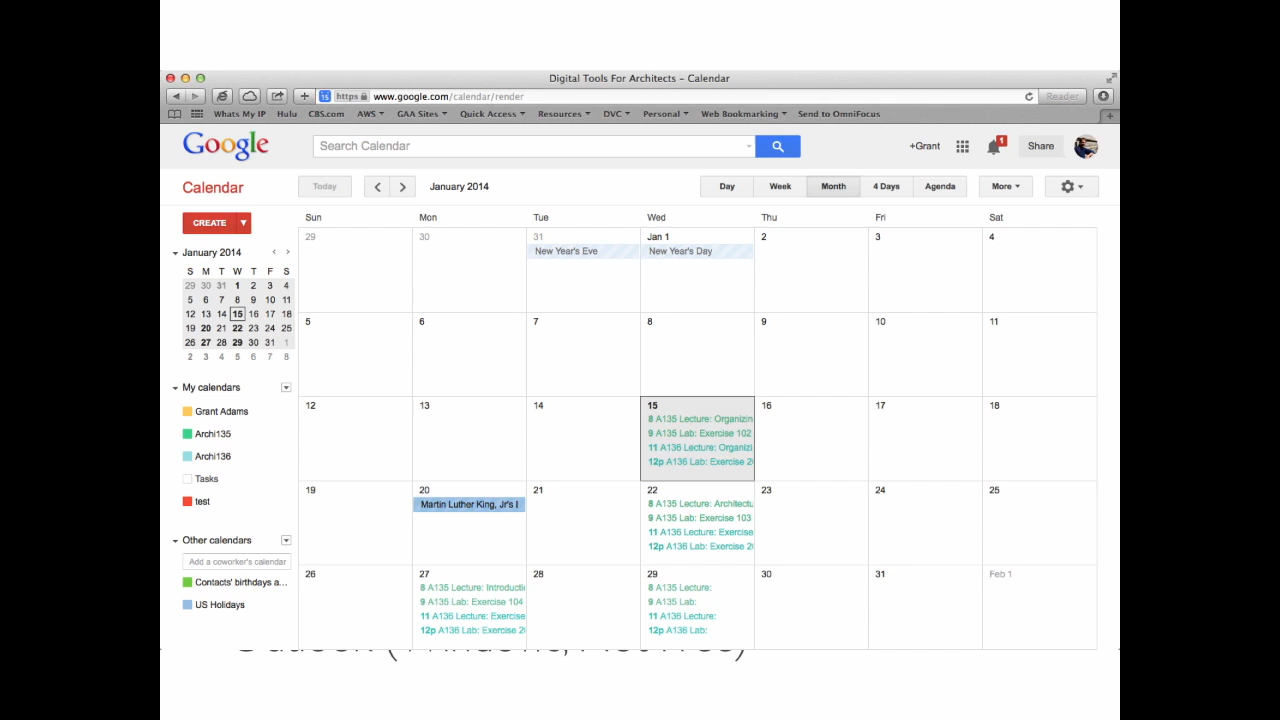 Digital Tools For Architects – Calendar
15 https www.google.com/calendar/render Reader
Whats My IP Hulu CBS.com AWS GAA Sites Quick Access Resources DVC Personal Web Bookmarking Send to OmniFocus
Google Search Calendar +Grant 1 Share
Calendar Today January 2014 Day Week Month 4 Days Agenda More
CREATE
January 2014
S M T W T F S
29 30 31 1 2 3 4
5 6 7 8 9 10 11
12 13 14 15 16 17 18
19 20 21 22 23 24 25
26 27 28 29 30 31 1
2 3 4 5 6 7 8
My calendars
Grant Adams
Archi135
Archi136
Tasks
test
Other calendars
Add a coworker's calendar
Contacts' birthdays a...
US Holidays
Sun Mon Tue Wed Thu Fri Sat
29 30 31 Jan 1 2 3 4
New Year's Eve New Year's Day
5 6 7 8 9 10 11
12 13 14 15 16 17 18
8 A135 Lecture: Organizin
9 A135 Lab: Exercise 102
11 A136 Lecture: Organizi
12p A136 Lab: Exercise 2
19 20 21 22 23 24 25
Martin Luther King, Jr's
8 A135 Lecture: Architectu
9 A135 Lab: Exercise 103
11 A136 Lecture: Exercise
12p A136 Lab: Exercise 2
26 27 28 29 30 31 Feb 1
8 A135 Lecture: Introducti 8 A135 Lecture:
9 A135 Lab: Exercise 104 9 A135 Lab:
11 A136 Lecture: Exercise 11 A136 Lecture:
12p A136 Lab: Exercise 2 12p A136 Lab: